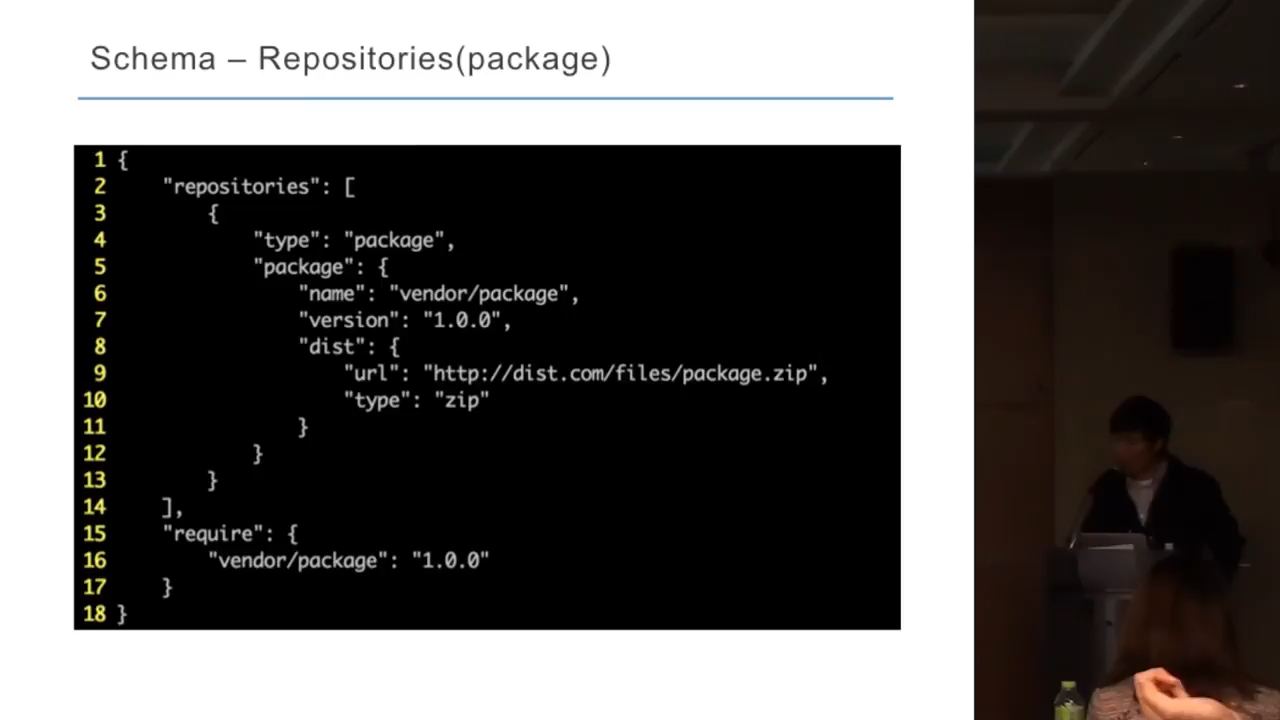 Schema – Repositories(package)
1 {
2 "repositories": [
3 {
4 "type": "package",
5 "package": {
6 "name": "vendor/package",
7 "version": "1.0.0",
8 "dist": {
9 "url": "http://dist.com/files/package.zip",
10 "type": "zip"
11 }
12 }
13 }
14 ],
15 "require": {
16 "vendor/package": "1.0.0"
17 }
18 }